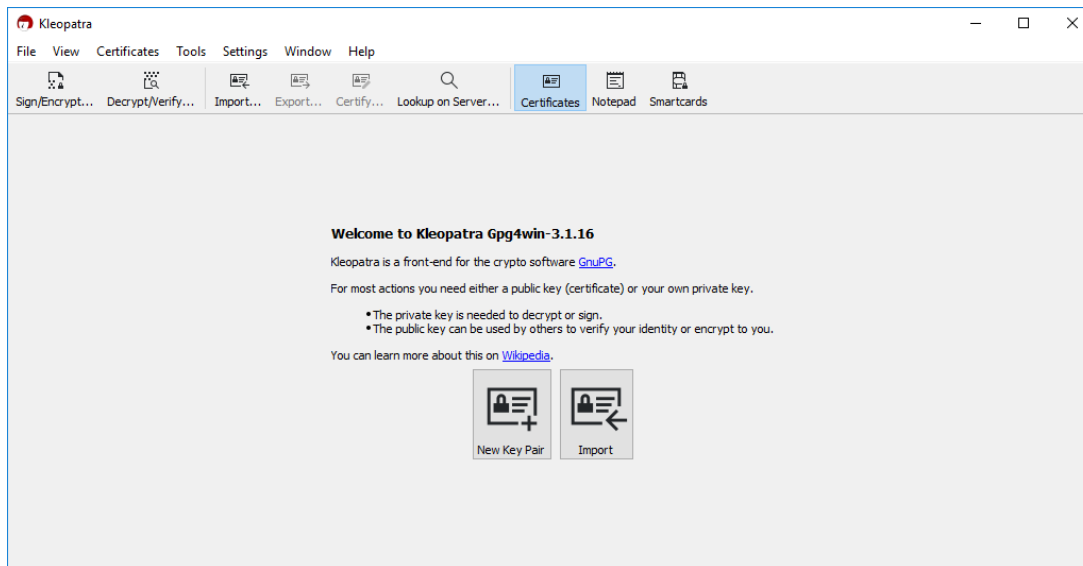 Kleopatra
File View Certificates Tools Settings Window Help
Sign/Encrypt... Decrypt/Verify... Import... Export... Certify... Lookup on Server... Certificates Notepad Smartcards
Welcome to Kleopatra Gpg4win-3.1.16
Kleopatra is a front-end for the crypto software GnuPG.
For most actions you need either a public key (certificate) or your own private key.
•The private key is needed to decrypt or sign.
•The public key can be used by others to verify your identity or encrypt to you.
You can learn more about this on Wikipedia.
New Key Pair Import